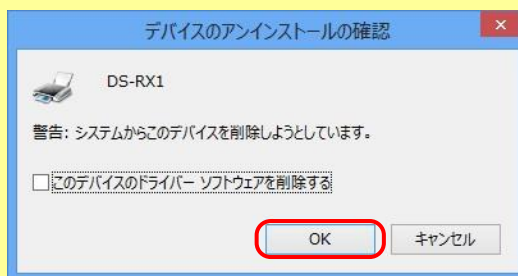 デバイスのアンインストールの確認
DS-RX1
警告: システムからこのデバイスを削除しようとしています。
このデバイスのドライバー ソフトウェアを削除する
OK
キャンセル